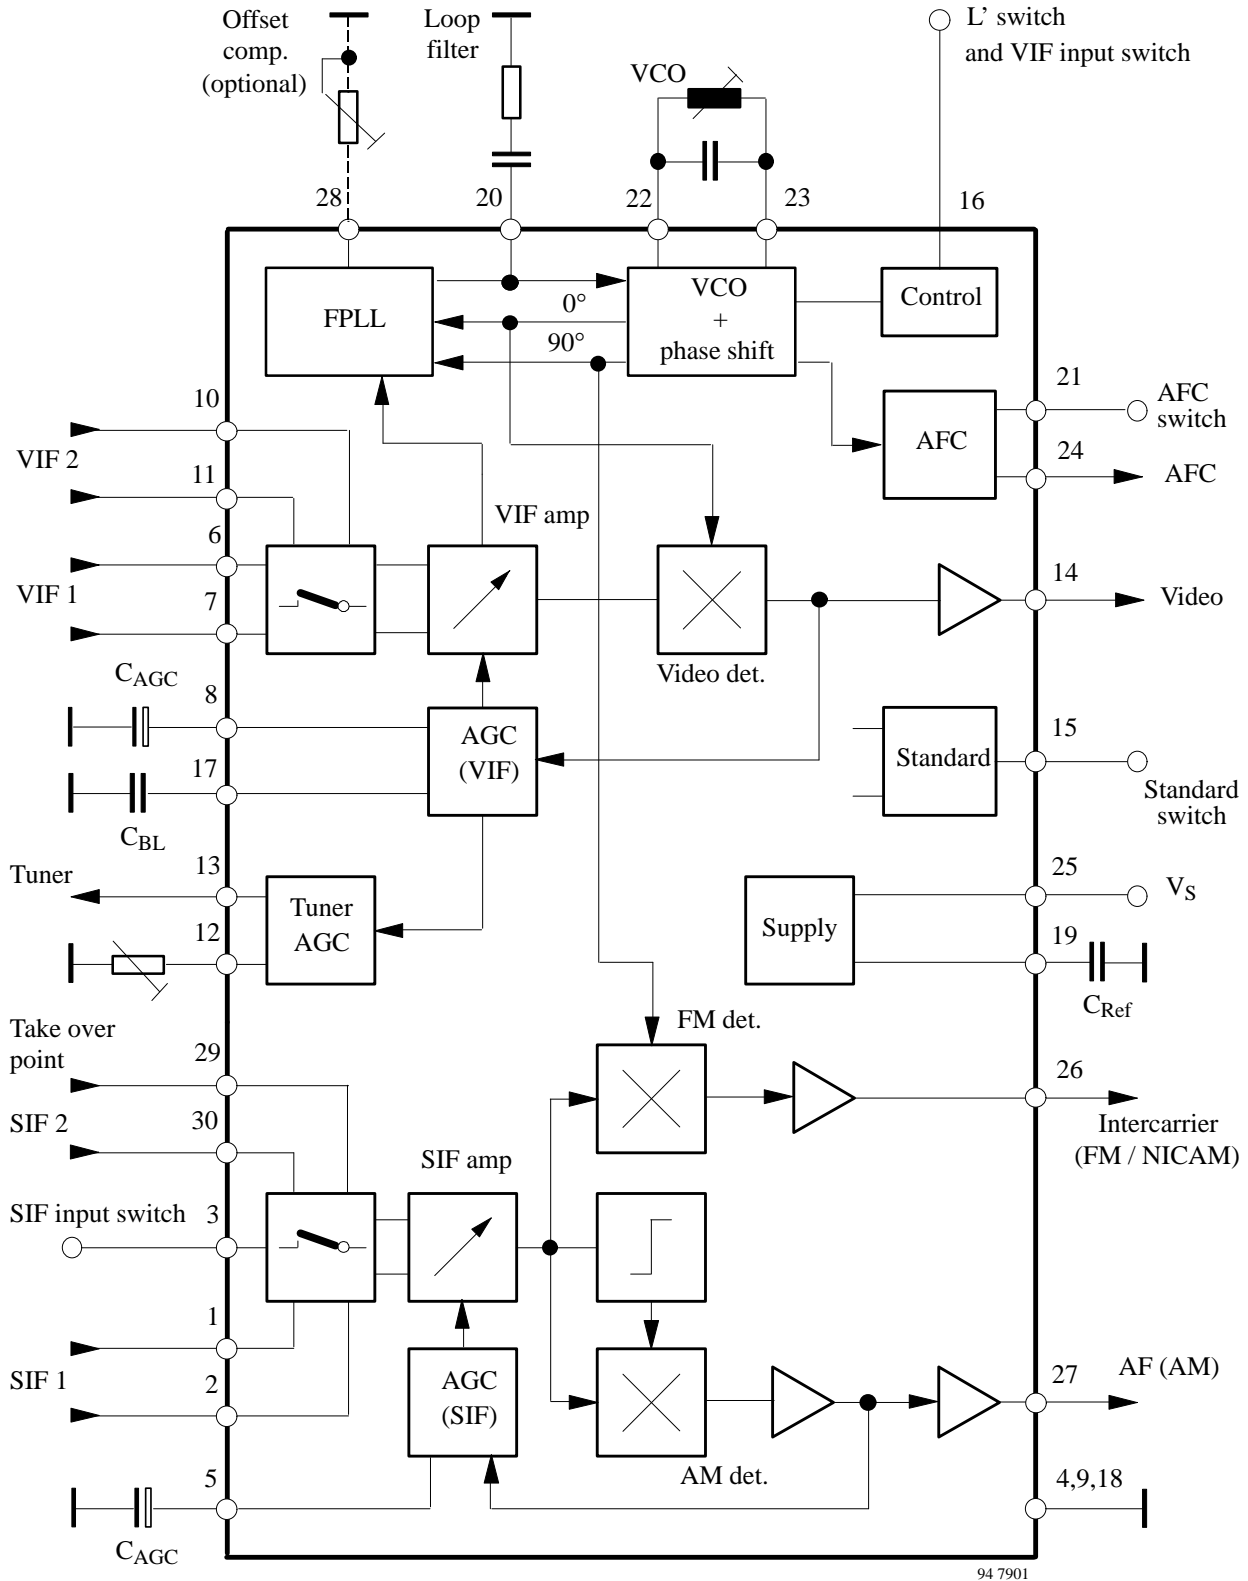 Offset
comp.
(optional)
Loop
filter
VCO
L’ switch
and VIF input switch
28
20
22
23
16
FPLL
0°
90°
VCO
+
phase shift
Control
10
VIF 2
11
21
AFC
switch
AFC
24
AFC
6
VIF 1
7
VIF amp
Video det.
14
Video
CAGC
8
17
CBL
AGC
(VIF)
Standard
15
Standard
switch
13
Tuner
12
Tuner
AGC
Supply
25
VS
19
CRef
Take over
point
29
SIF 2
30
FM det.
26
Intercarrier
(FM / NICAM)
SIF amp
SIF input switch
3
1
SIF 1
2
AGC
(SIF)
AM det.
27
AF (AM)
5
CAGC
4,9,18
94 7901